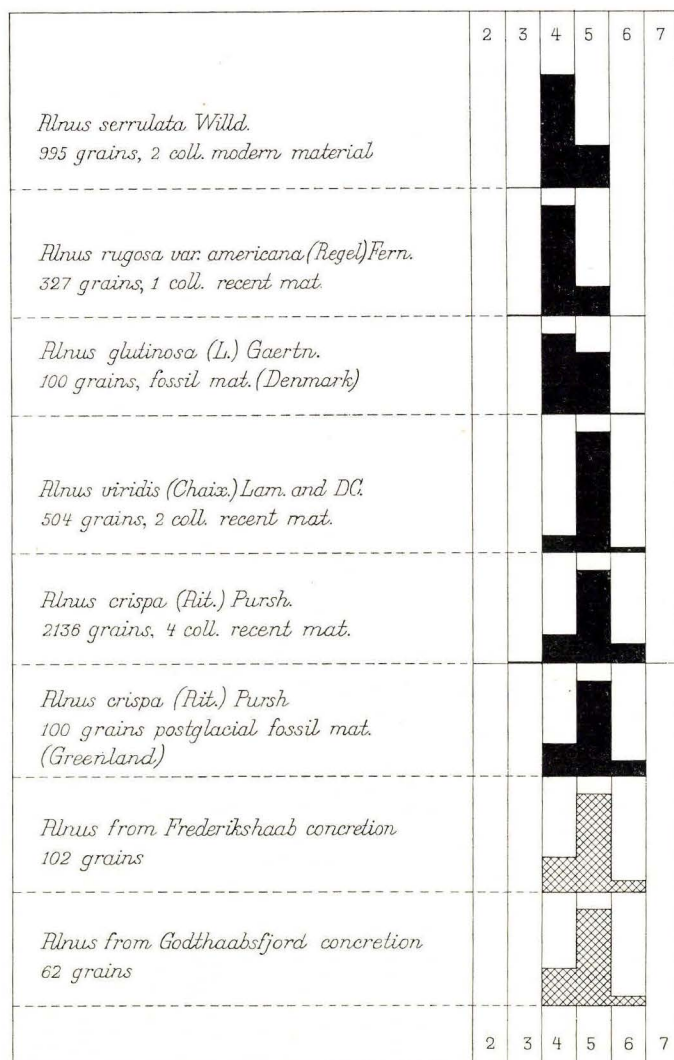 2 3 4 5 6 7
Alnus serrulata Willd.
995 grains, 2 coll. modern material
Alnus rugosa var. americana (Regel) Fern.
327 grains, 1 coll. recent mat.
Alnus glutinosa (L.) Gaertn.
100 grains, fossil mat. (Denmark)
Alnus viridis (Chaix.) Lam. and DC.
504 grains, 2 coll. recent mat.
Alnus crispa (Ait.) Pursh.
2136 grains, 4 coll. recent mat.
Alnus crispa (Ait.) Pursh
100 grains postglacial fossil mat.
(Greenland)
Alnus from Frederikshaab concretion
102 grains
Alnus from Godthaabsfjord concretion
62 grains
2 3 4 5 6 7